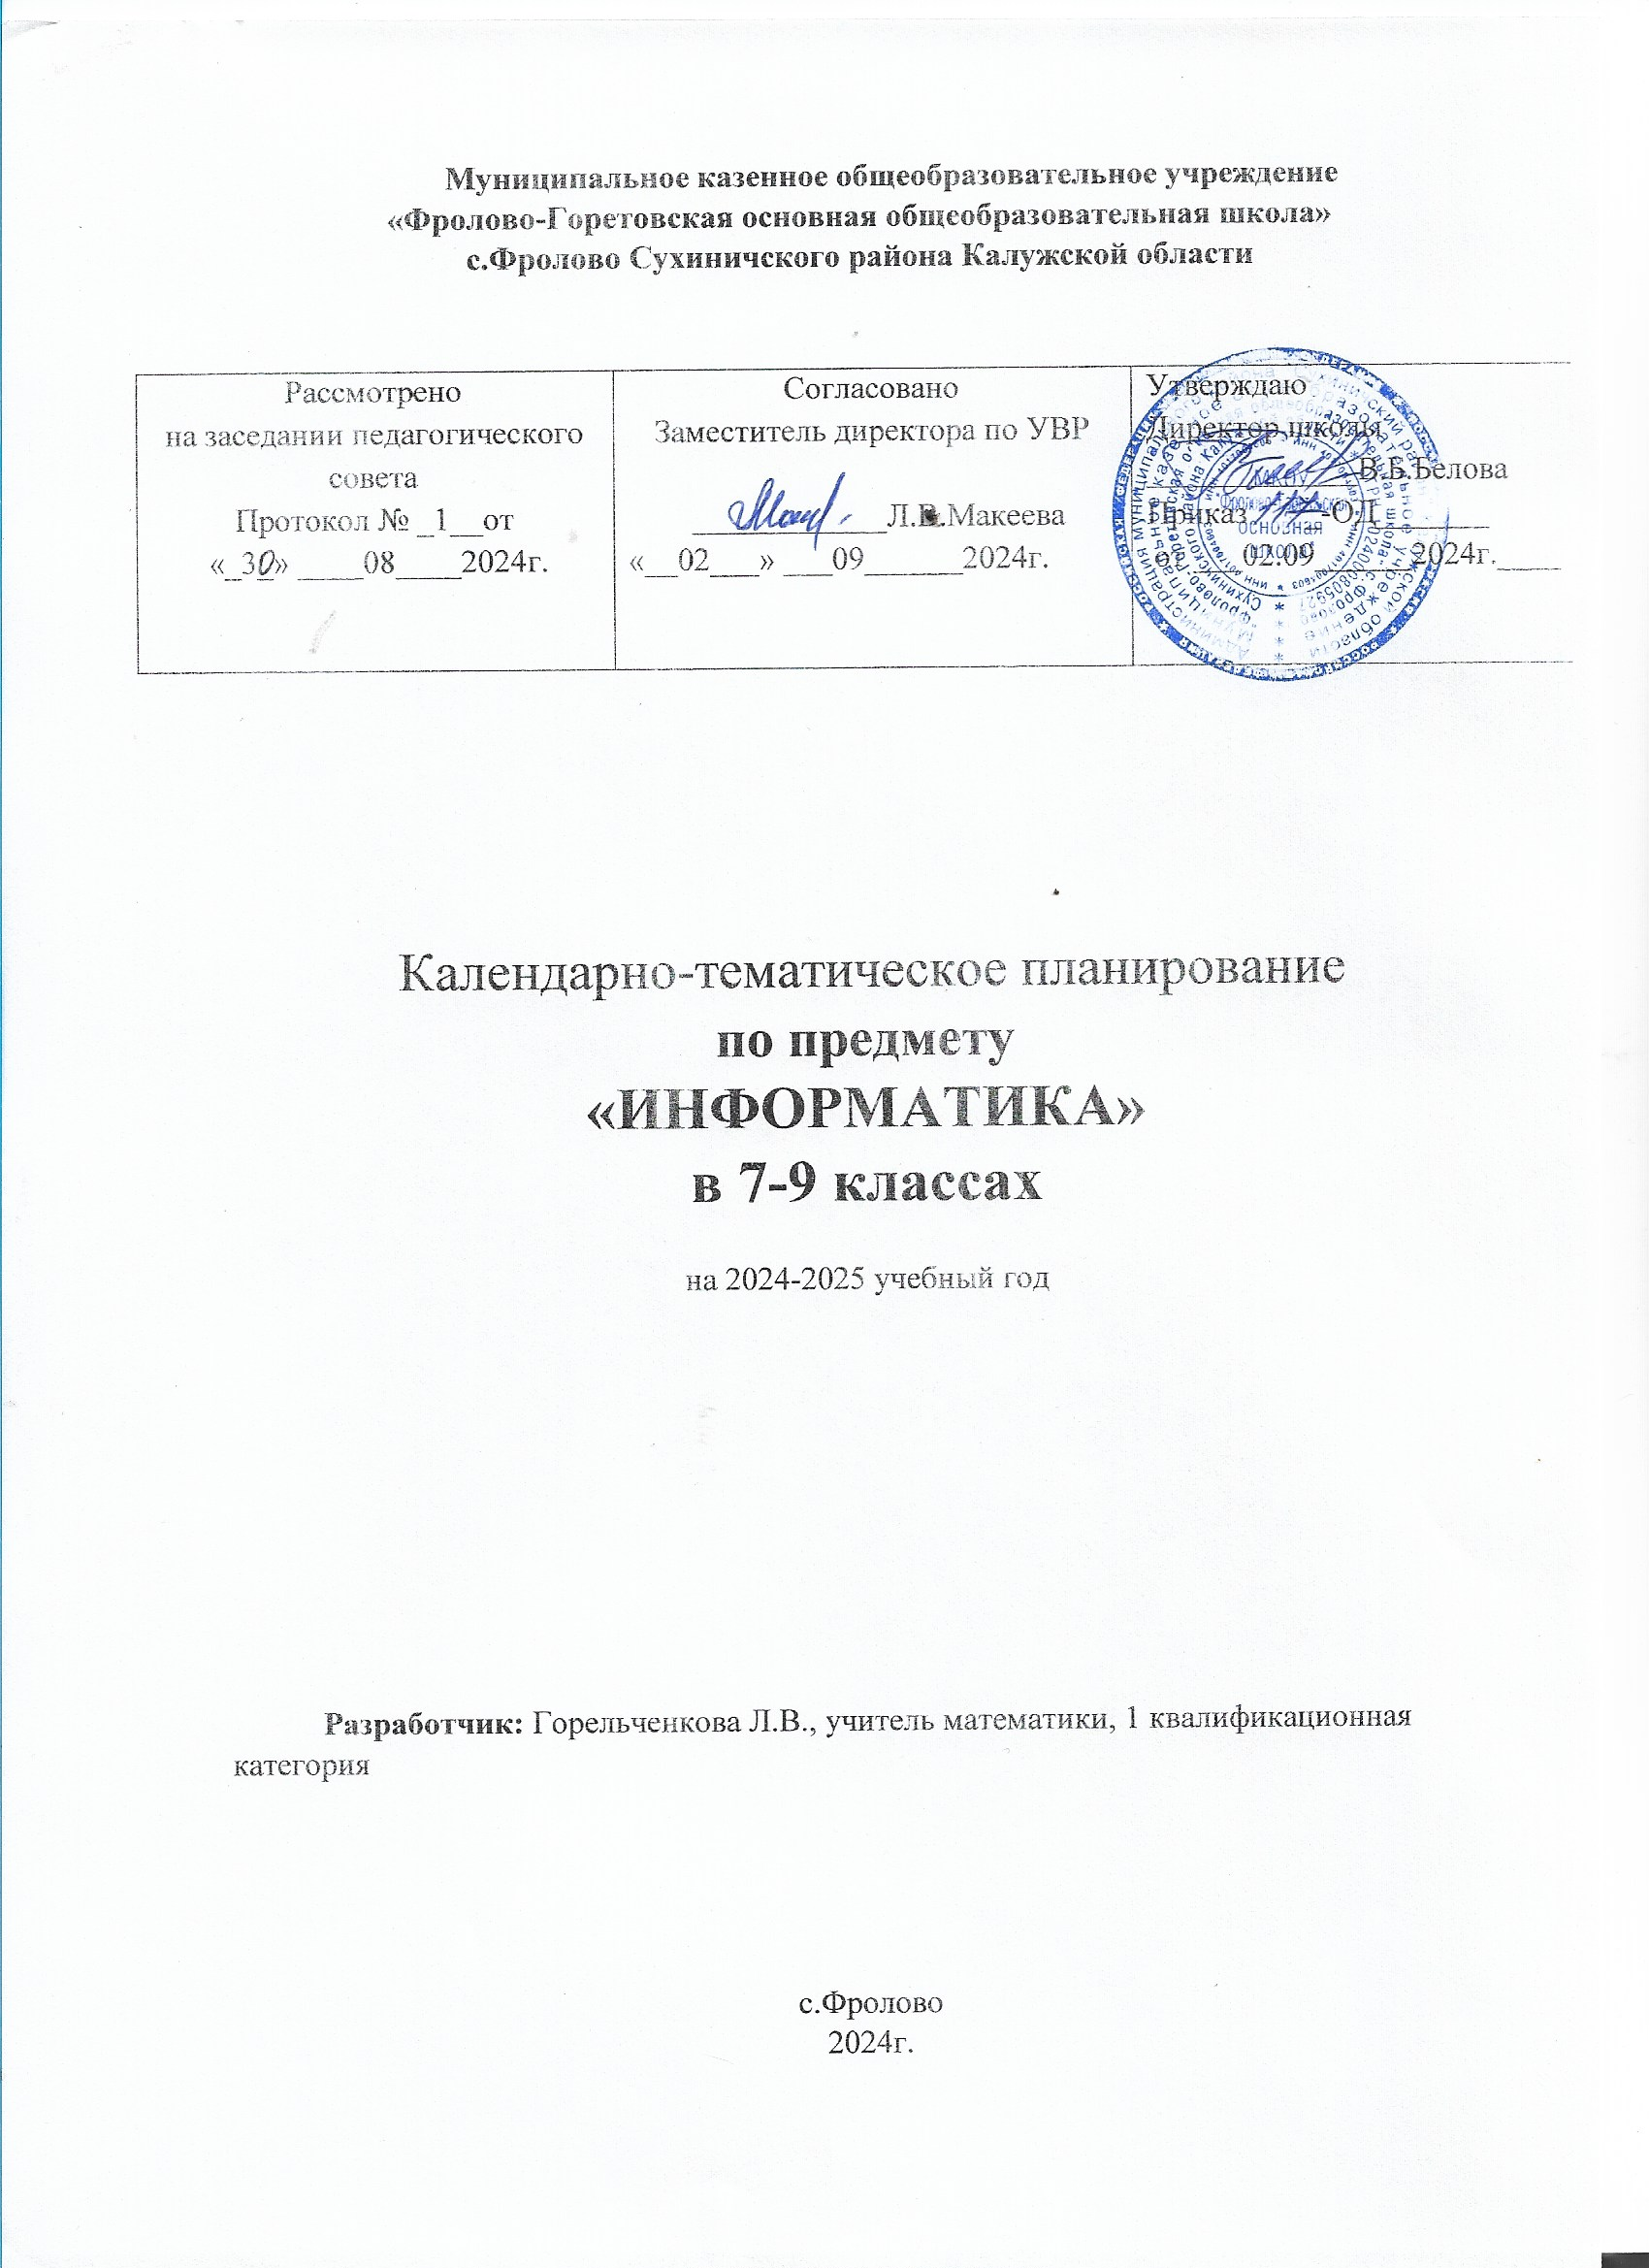 Муниципальное казенное общеобразовательное учреждение
«Фролово-Горетовская основная общеобразовательная школа»
с.Фролово Сухиничского района Калужской области
Рассмотрено
на заседании педагогического
совета
Протокол № _1__от
«_30» ____08____2024г.
Согласовано
Заместитель директора по УВР
____________Л.В.Макеева
«__02___» ___09______2024г.
Утверждаю
Директор школы
В.Б.Белова
Приказ -ОД
от 02.09 2024г.____
основная
Календарно-тематическое планирование
по предмету
«ИНФОРМАТИКА»
в 7-9 классах
на 2024-2025 учебный год
Разработчик: Горельченкова Л.В., учитель математики, 1 квалификационная
категория
с.Фролово
2024г.